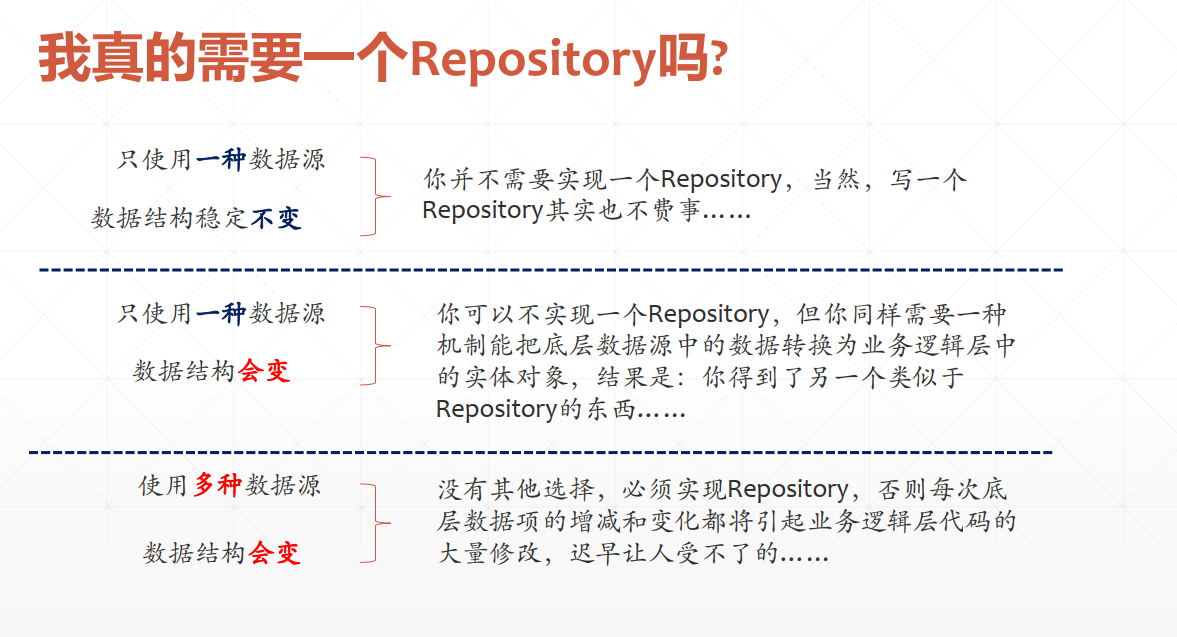 我真的需要一个Repository吗?
只使用一种数据源
数据结构稳定不变
你并不需要实现一个Repository，当然，写一个
Repository其实也不费事……
只使用一种数据源
数据结构会变
你可以不实现一个Repository，但你同样需要一种
机制能把底层数据源中的数据转换为业务逻辑层中
的实体对象，结果是：你得到了另一个类似于
Repository的东西……
使用多种数据源
数据结构会变
没有其他选择，必须实现Repository，否则每次底
层数据项的增减和变化都将引起业务逻辑层代码的
大量修改，迟早让人受不了的……